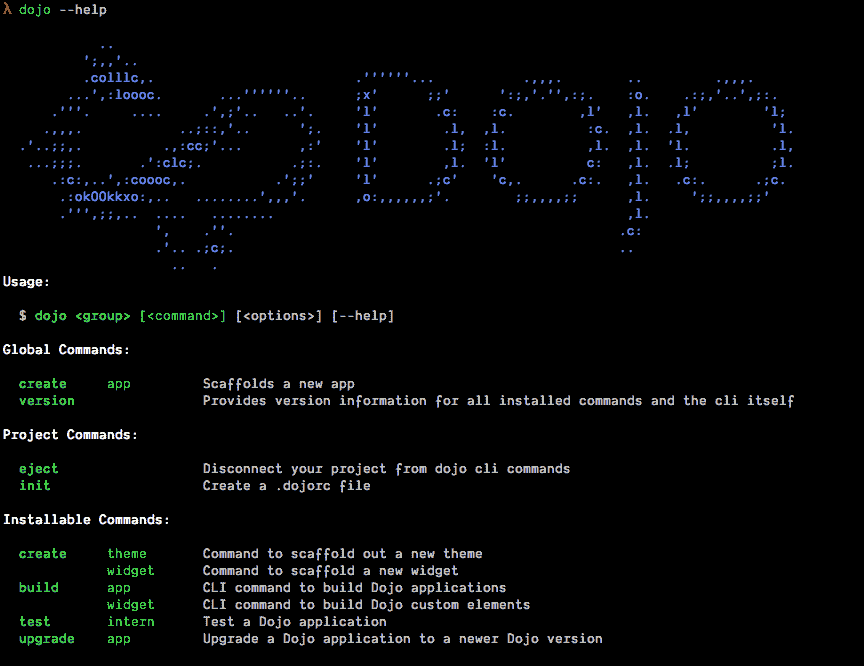 λ dojo --help
Dojo
Usage:
$ dojo <group> [<command>] [<options>] [--help]
Global Commands:
create app Scaffolds a new app
version Provides version information for all installed commands and the cli itself
Project Commands:
eject Disconnect your project from dojo cli commands
init Create a .dojorc file
Installable Commands:
create theme Command to scaffold out a new theme
widget Command to scaffold a new widget
build app CLI command to build Dojo applications
widget CLI command to build Dojo custom elements
test intern Test a Dojo application
upgrade app Upgrade a Dojo application to a newer Dojo version